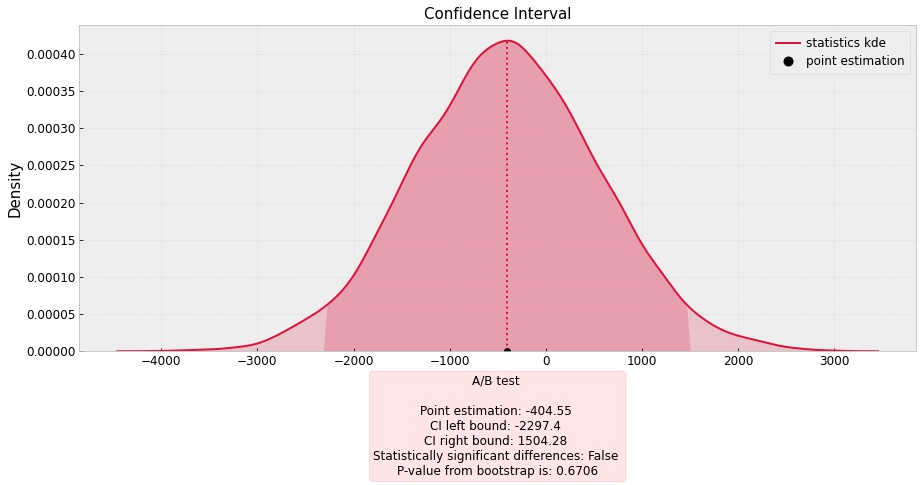 Confidence Interval
statistics kde
point estimation
Density
0.00040
0.00035
0.00030
0.00025
0.00020
0.00015
0.00010
0.00005
0.00000
−4000 −3000 −2000 −1000 0 1000 2000 3000
A/B test
Point estimation: -404.55
CI left bound: -2297.4
CI right bound: 1504.28
Statistically significant differences: False
P-value from bootstrap is: 0.6706